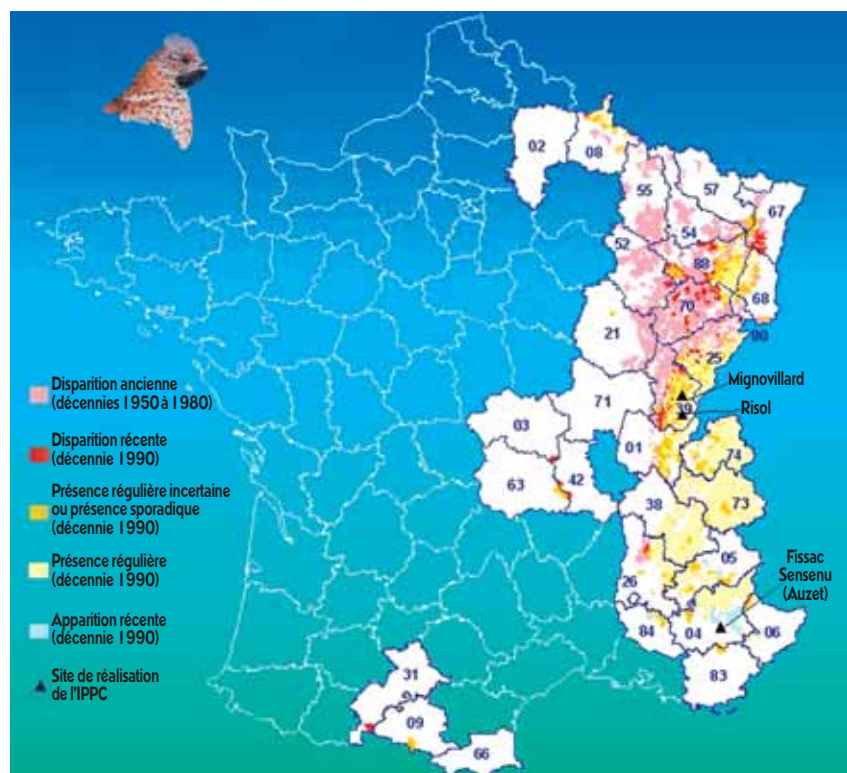 02
08
55
57
67
54
52
88
68
70
21
90
25
Mignovillard
39
Risol
71
03
01
74
63
42
38
73
05
26
Fissac
Sensenu
(Auzet)
84
04
06
83
31
09
66
Disparition ancienne
(décennies 1950 à 1980)
Disparition récente
(décennie 1990)
Présence régulière incertaine
ou présence sporadique
(décennie 1990)
Présence régulière
(décennie 1990)
Apparition récente
(décennie 1990)
Site de réalisation
de l'IPPC